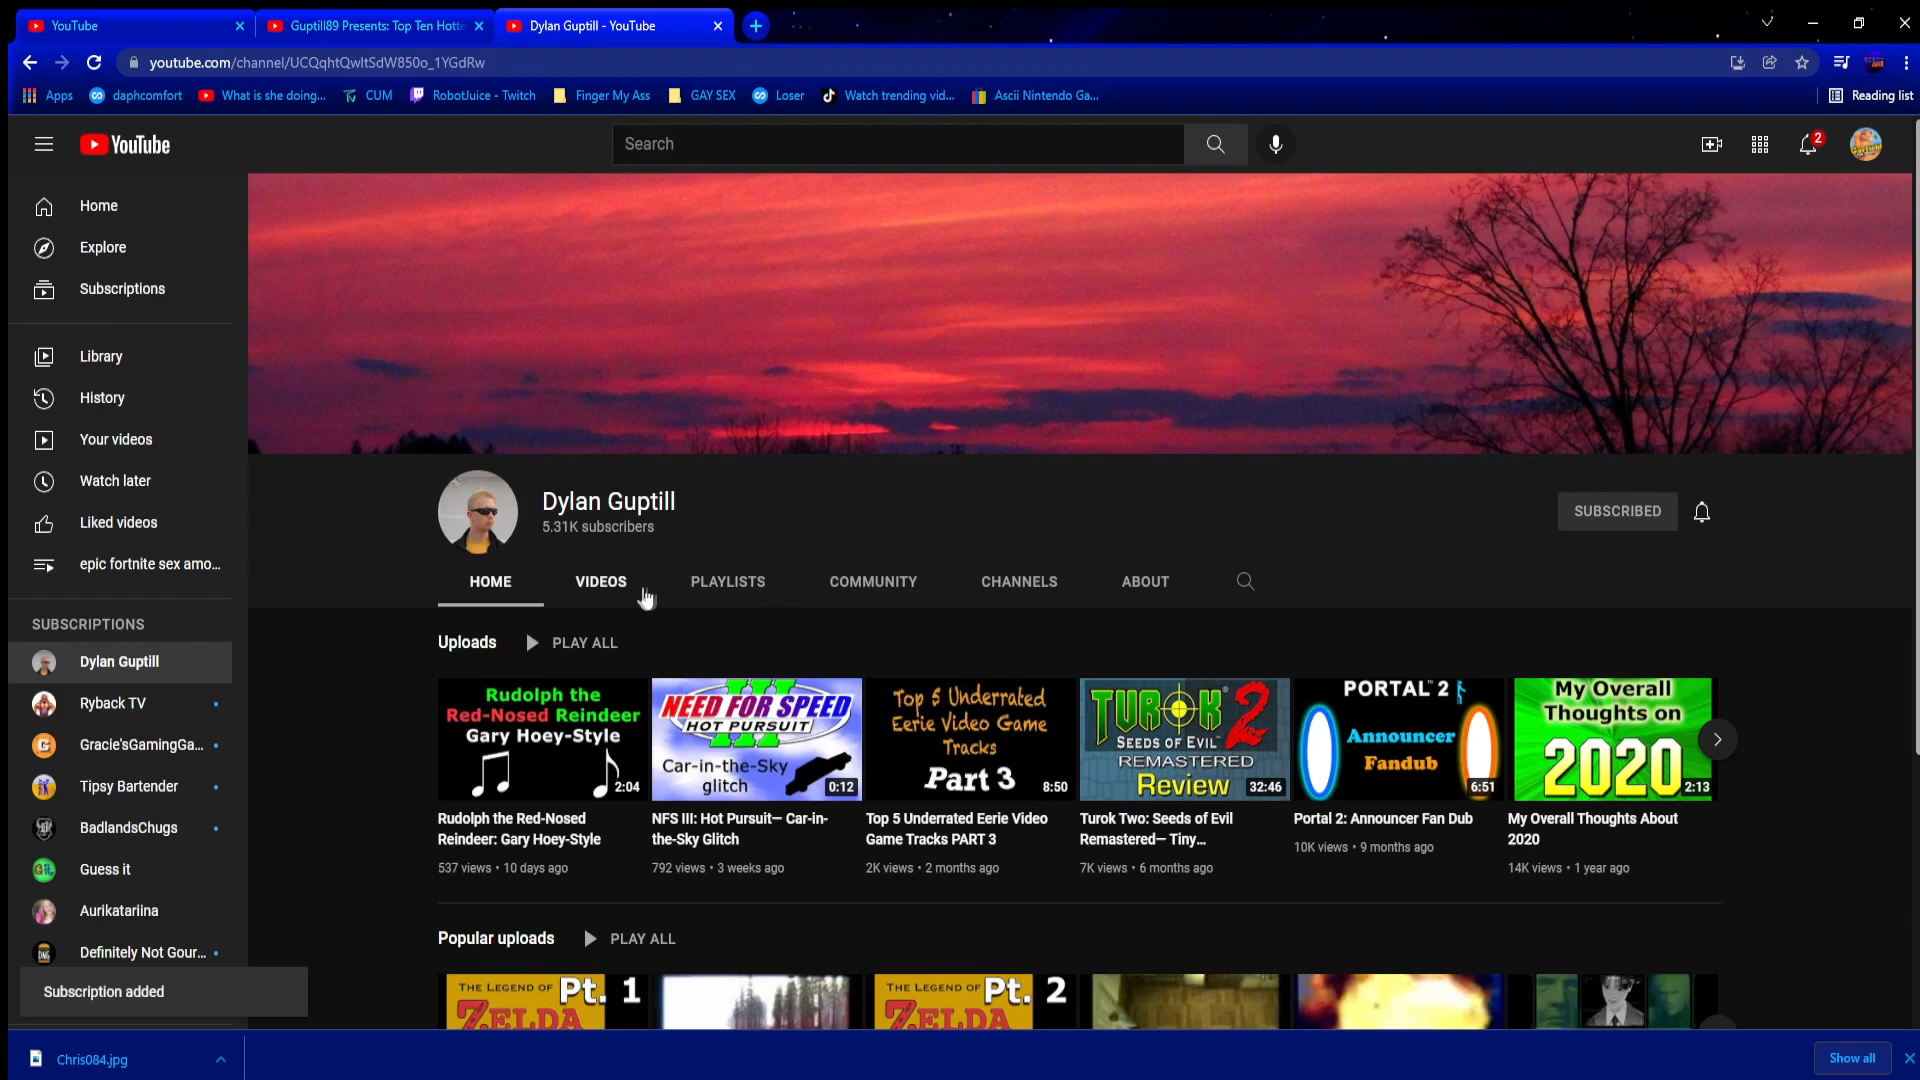 YouTube
Guptill89 Presents: Top Ten Hotte
Dylan Guptill - YouTube
youtube.com/channel/UCQqhtQwItSdW850o_1YGdRw
Apps
daphcomfort
What is she doing...
CUM
RobotJuice - Twitch
Finger My Ass
GAY SEX
Loser
Watch trending vid...
Ascii Nintendo Ga...
Reading list
YouTube
Search
2
Home
Explore
Subscriptions
Library
History
Your videos
Watch later
Liked videos
epic fortnite sex amo...
SUBSCRIPTIONS
Dylan Guptill
Ryback TV
Gracie'sGamingGa...
Tipsy Bartender
BadlandsChugs
Guess it
Aurikatariina
Definitely Not Gour...
Subscription added
Dylan Guptill
5.31K subscribers
SUBSCRIBED
HOME
VIDEOS
PLAYLISTS
COMMUNITY
CHANNELS
ABOUT
Uploads
PLAY ALL
Rudolph the
Red-Nosed Reindeer
Gary Hoey-Style
2:04
Rudolph the Red-Nosed
Reindeer: Gary Hoey-Style
537 views • 10 days ago
III
NEED FOR SPEED
HOT PURSUIT
Car-in-the-Sky
glitch
0:12
NFS III: Hot Pursuit— Car-in-
the-Sky Glitch
792 views • 3 weeks ago
Top 5 Underrated
Eerie Video Game
Tracks
Part 3
8:50
Top 5 Underrated Eerie Video
Game Tracks PART 3
2K views • 2 months ago
TUROK 2
SEEDS OF EVIL
REMASTERED
Review
32:46
Turok Two: Seeds of Evil
Remastered— Tiny...
7K views • 6 months ago
PORTAL 2
Announcer
Fandub
6:51
Portal 2: Announcer Fan Dub
10K views • 9 months ago
My Overall
Thoughts on
2020
2:13
My Overall Thoughts About
2020
14K views • 1 year ago
Popular uploads
PLAY ALL
THE LEGEND OF
ZELDA
Pt. 1
THE LEGEND OF
ZELDA
Pt. 2
Chris084.jpg
Show all